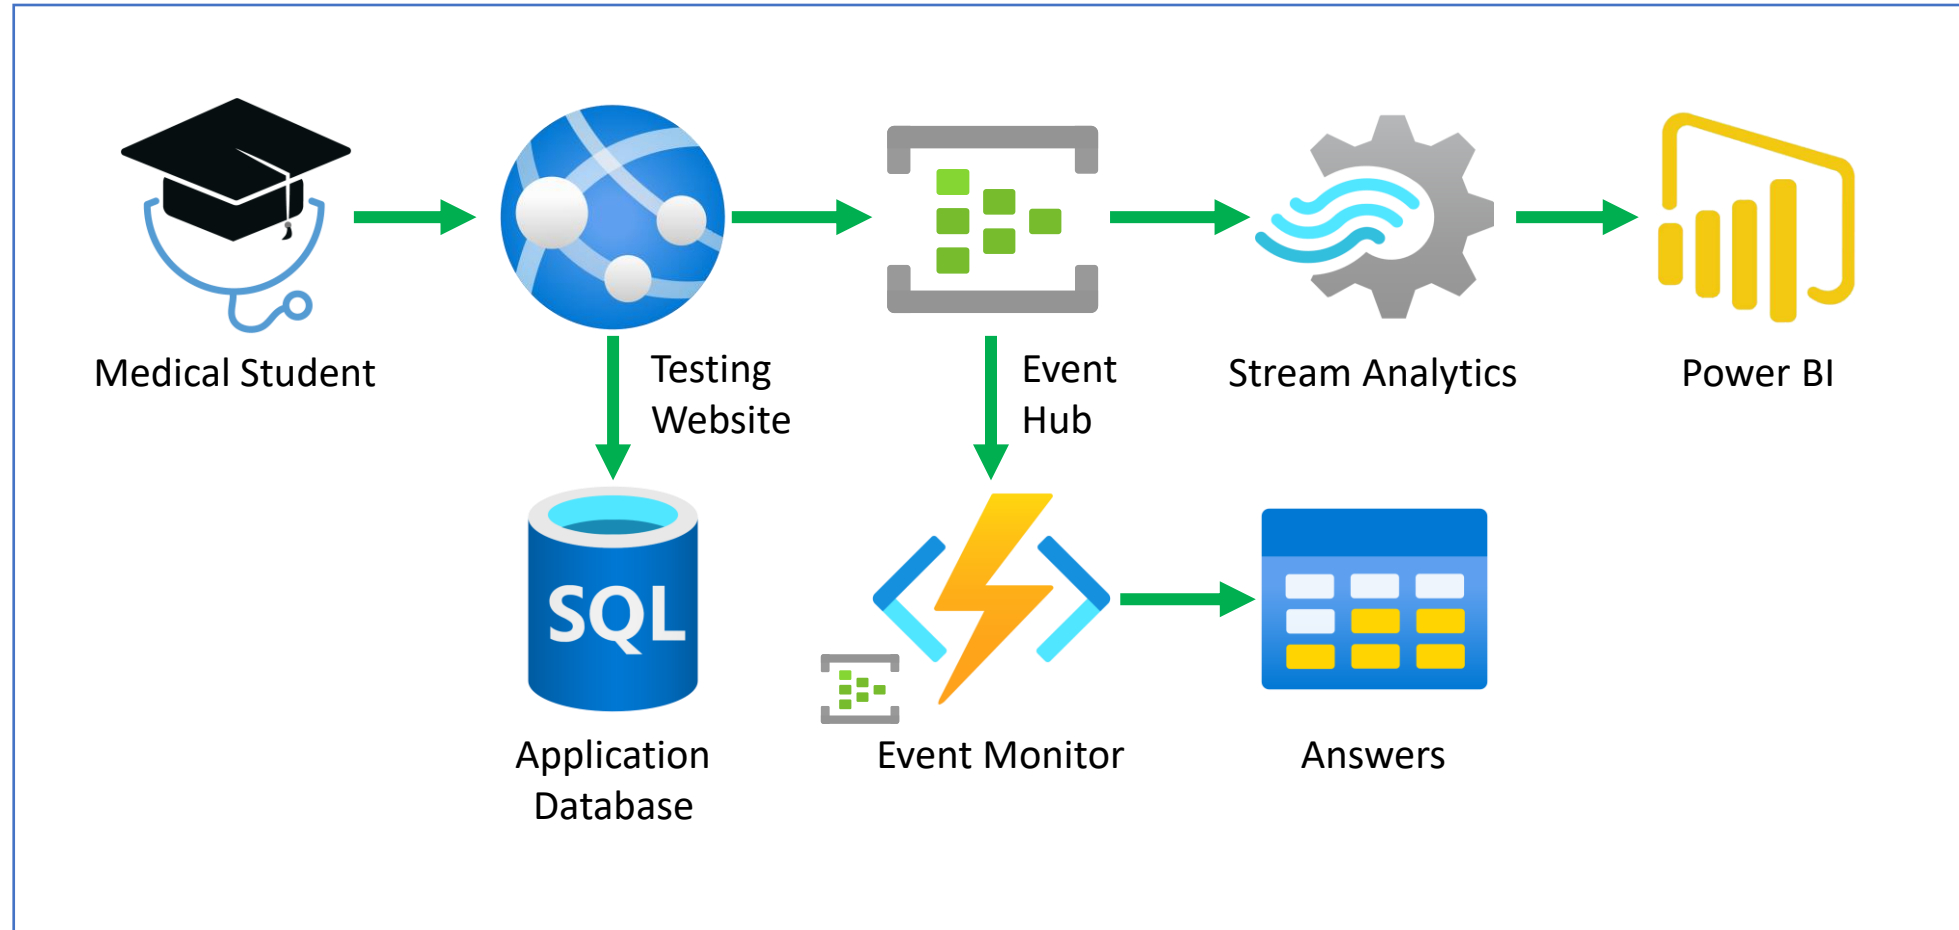 Medical Student
Testing
Website
Event
Hub
Stream Analytics
Power BI
SQL
Application
Database
Event Monitor
Answers